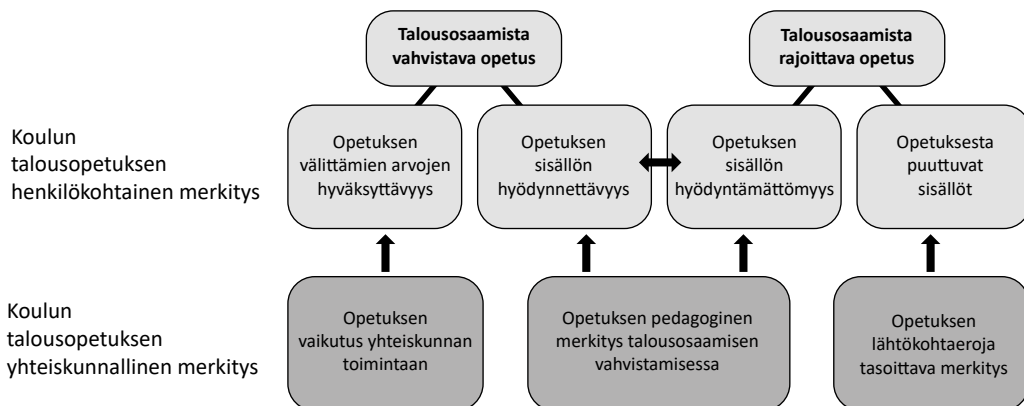 Talousosaamista
vahvistava opetus
Talousosaamista
rajoittava opetus
Koulun
talousopetuksen
henkilökohtainen merkitys
Opetuksen
välittämien arvojen
hyväksyttävyys
Opetuksen
sisällön
hyödynnettävyys
Opetuksen
sisällön
hyödyntämättömyys
Opetuksesta
puuttuvat
sisällöt
Koulun
talousopetuksen
yhteiskunnallinen merkitys
Opetuksen
vaikutus yhteiskunnan
toimintaan
Opetuksen pedagoginen
merkitys talousosaamisen
vahvistamisessa
Opetuksen
lähtökohtaeroja
tasoittava merkitys